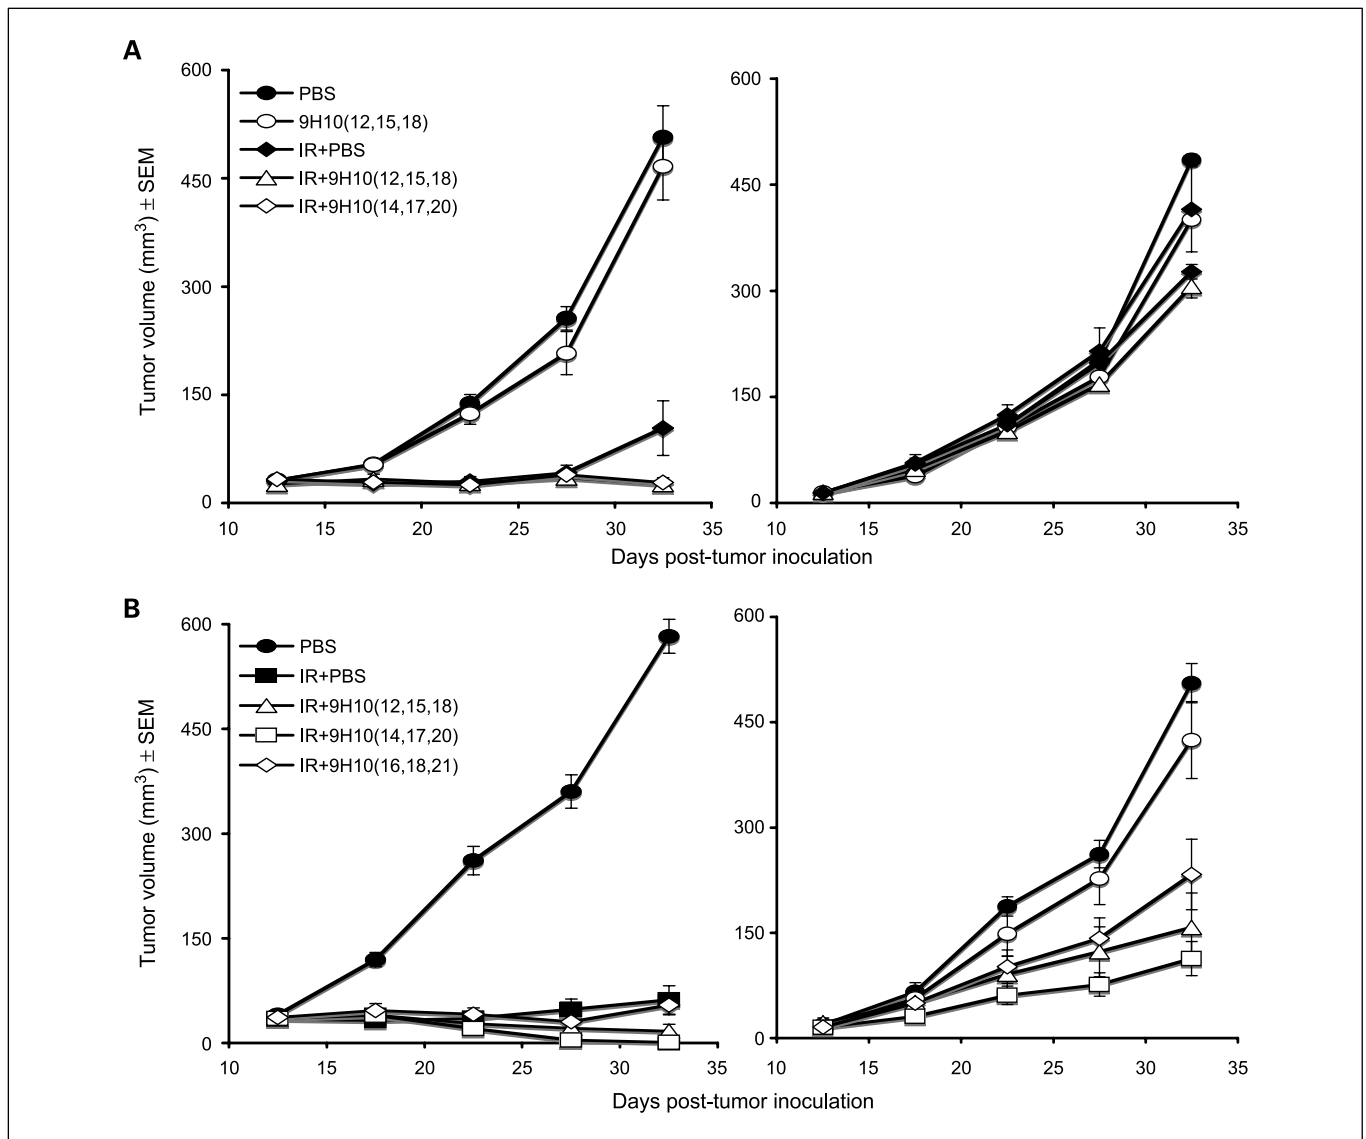 A
600
450
300
150
0
10 15 20 25 30 35
Tumor volume (mm³) ± SEM
PBS
9H10(12,15,18)
IR+PBS
IR+9H10(12,15,18)
IR+9H10(14,17,20)
600
450
300
150
0
10 15 20 25 30 35
Days post-tumor inoculation
B
600
450
300
150
0
10 15 20 25 30 35
Tumor volume (mm³) ± SEM
PBS
IR+PBS
IR+9H10(12,15,18)
IR+9H10(14,17,20)
IR+9H10(16,18,21)
600
450
300
150
0
10 15 20 25 30 35
Days post-tumor inoculation